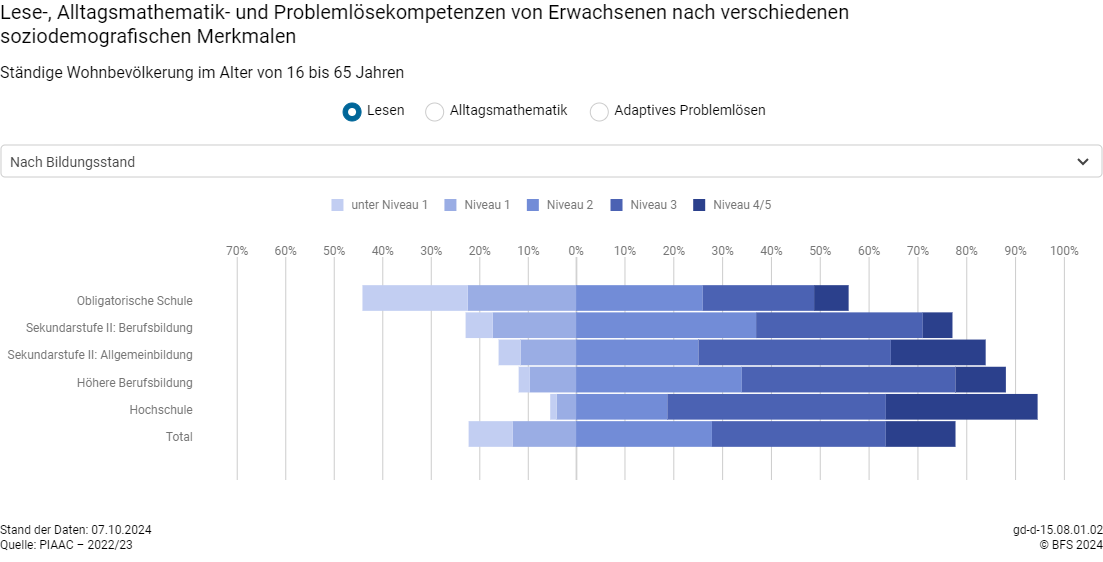 Lese-, Alltagsmathematik- und Problemlösekompetenzen von Erwachsenen nach verschiedenen
soziodemografischen Merkmalen
Ständige Wohnbevölkerung im Alter von 16 bis 65 Jahren
Lesen Alltagsmathematik Adaptives Problemlösen
Nach Bildungsstand
unter Niveau 1 Niveau 1 Niveau 2 Niveau 3 Niveau 4/5
70% 60% 50% 40% 30% 20% 10% 0% 10% 20% 30% 40% 50% 60% 70% 80% 90% 100%
Obligatorische Schule
Sekundarstufe II: Berufsbildung
Sekundarstufe II: Allgemeinbildung
Höhere Berufsbildung
Hochschule
Total
Stand der Daten: 07.10.2024 gd-d-15.08.01.02
Quelle: PIAAC – 2022/23 © BFS 2024